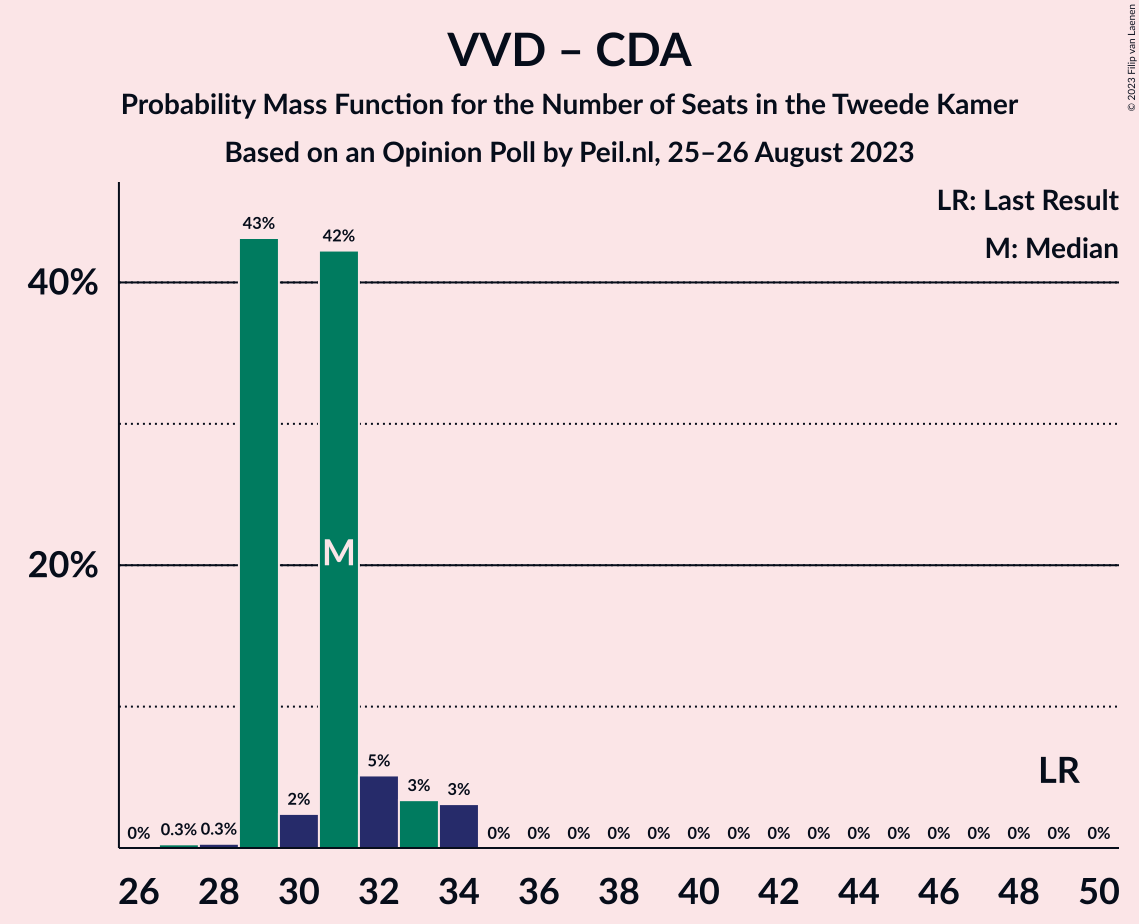 VVD – CDA
Probability Mass Function for the Number of Seats in the Tweede Kamer
Based on an Opinion Poll by Peil.nl, 25–26 August 2023
© 2023 Filip van Laenen
LR: Last Result
M: Median
40%
20%
0% 0.3% 0.3% 43% 2% 42% 5% 3% 3% 0% 0% 0% 0% 0% 0% 0% 0% 0% 0% 0% 0% 0% 0% 0% 0%
M
LR
26 28 30 32 34 36 38 40 42 44 46 48 50